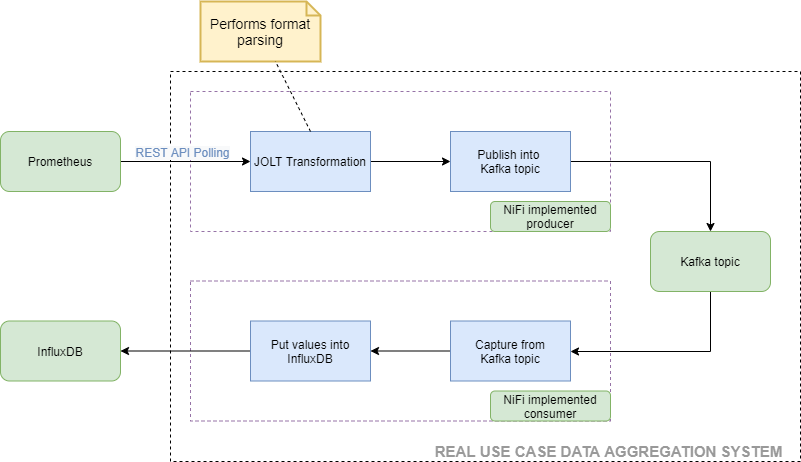 Performs format
parsing
Prometheus
REST API Polling
JOLT Transformation
Publish into
Kafka topic
NiFi implemented
producer
Kafka topic
InfluxDB
Put values into
InfluxDB
Capture from
Kafka topic
NiFi implemented
consumer
REAL USE CASE DATA AGGREGATION SYSTEM